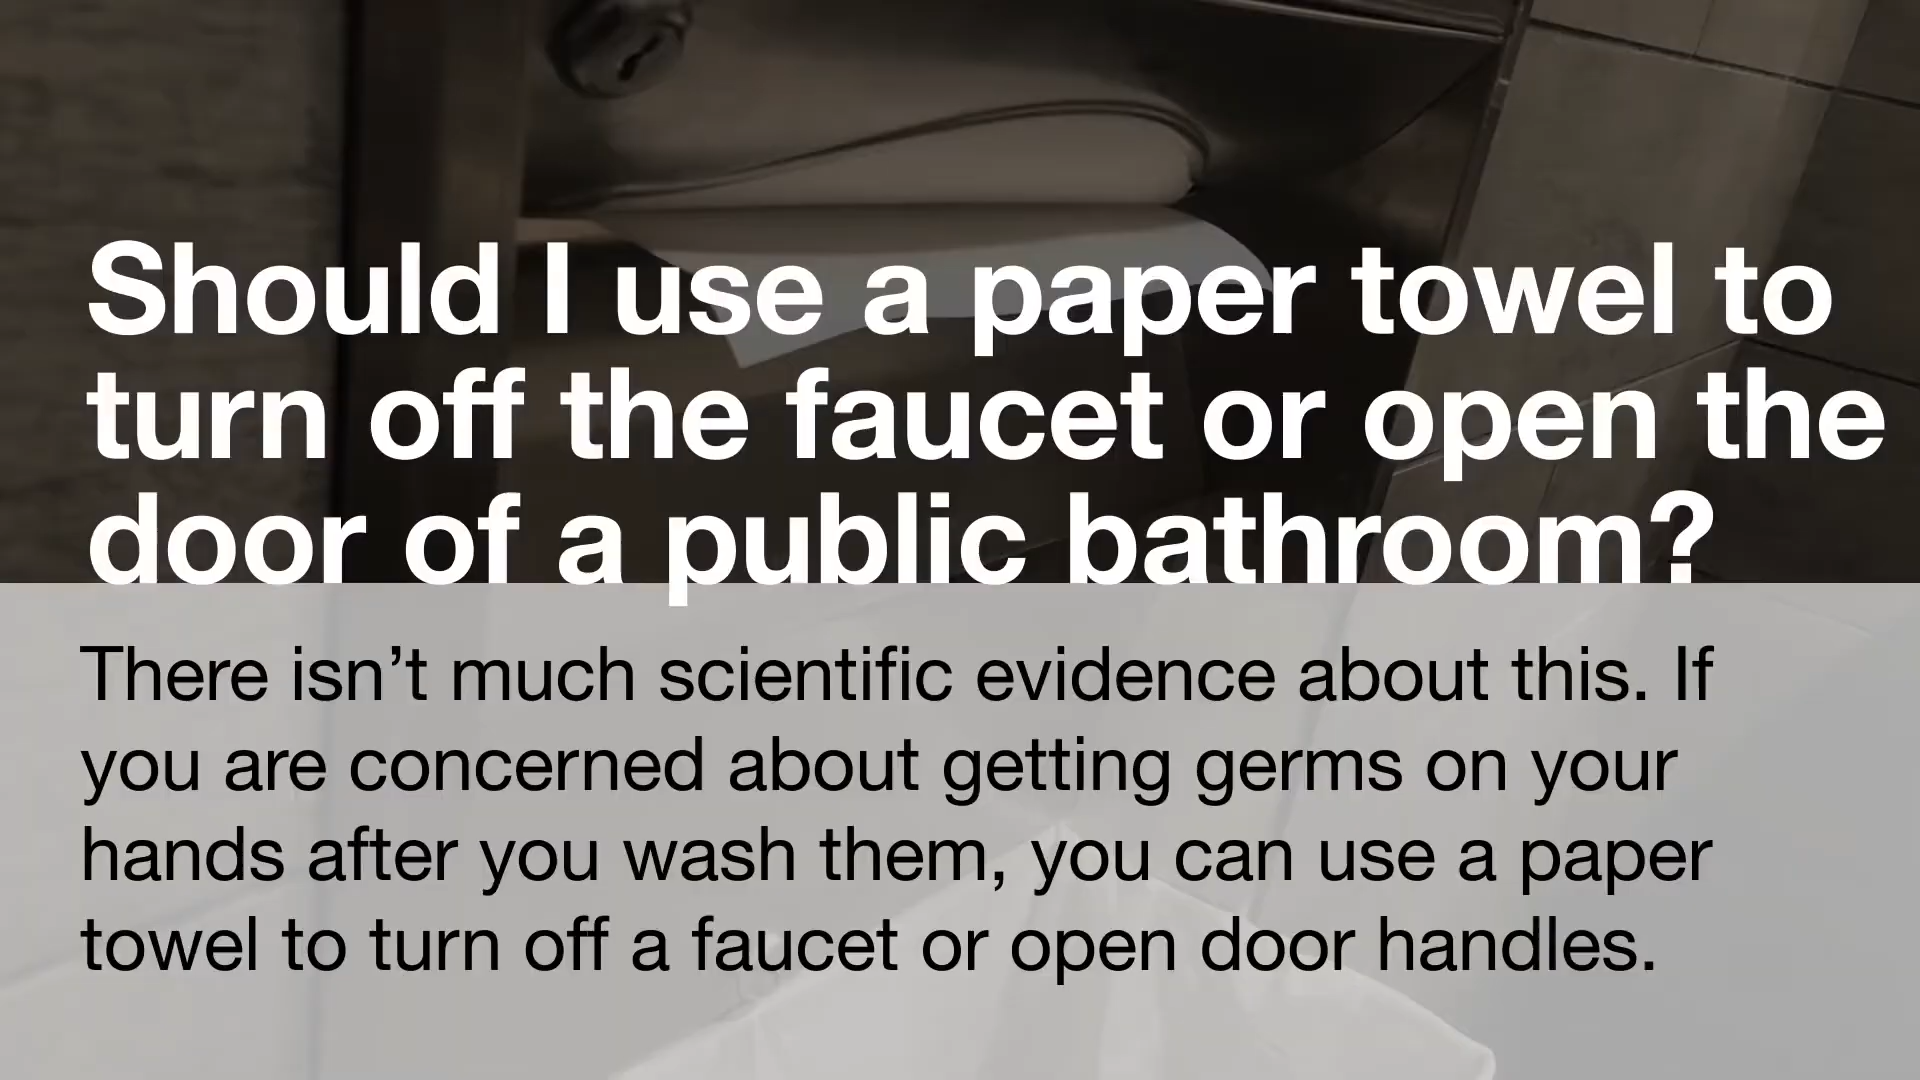 Should I use a paper towel to
turn off the faucet or open the
door of a public bathroom?
There isn’t much scientific evidence about this. If
you are concerned about getting germs on your
hands after you wash them, you can use a paper
towel to turn off a faucet or open door handles.